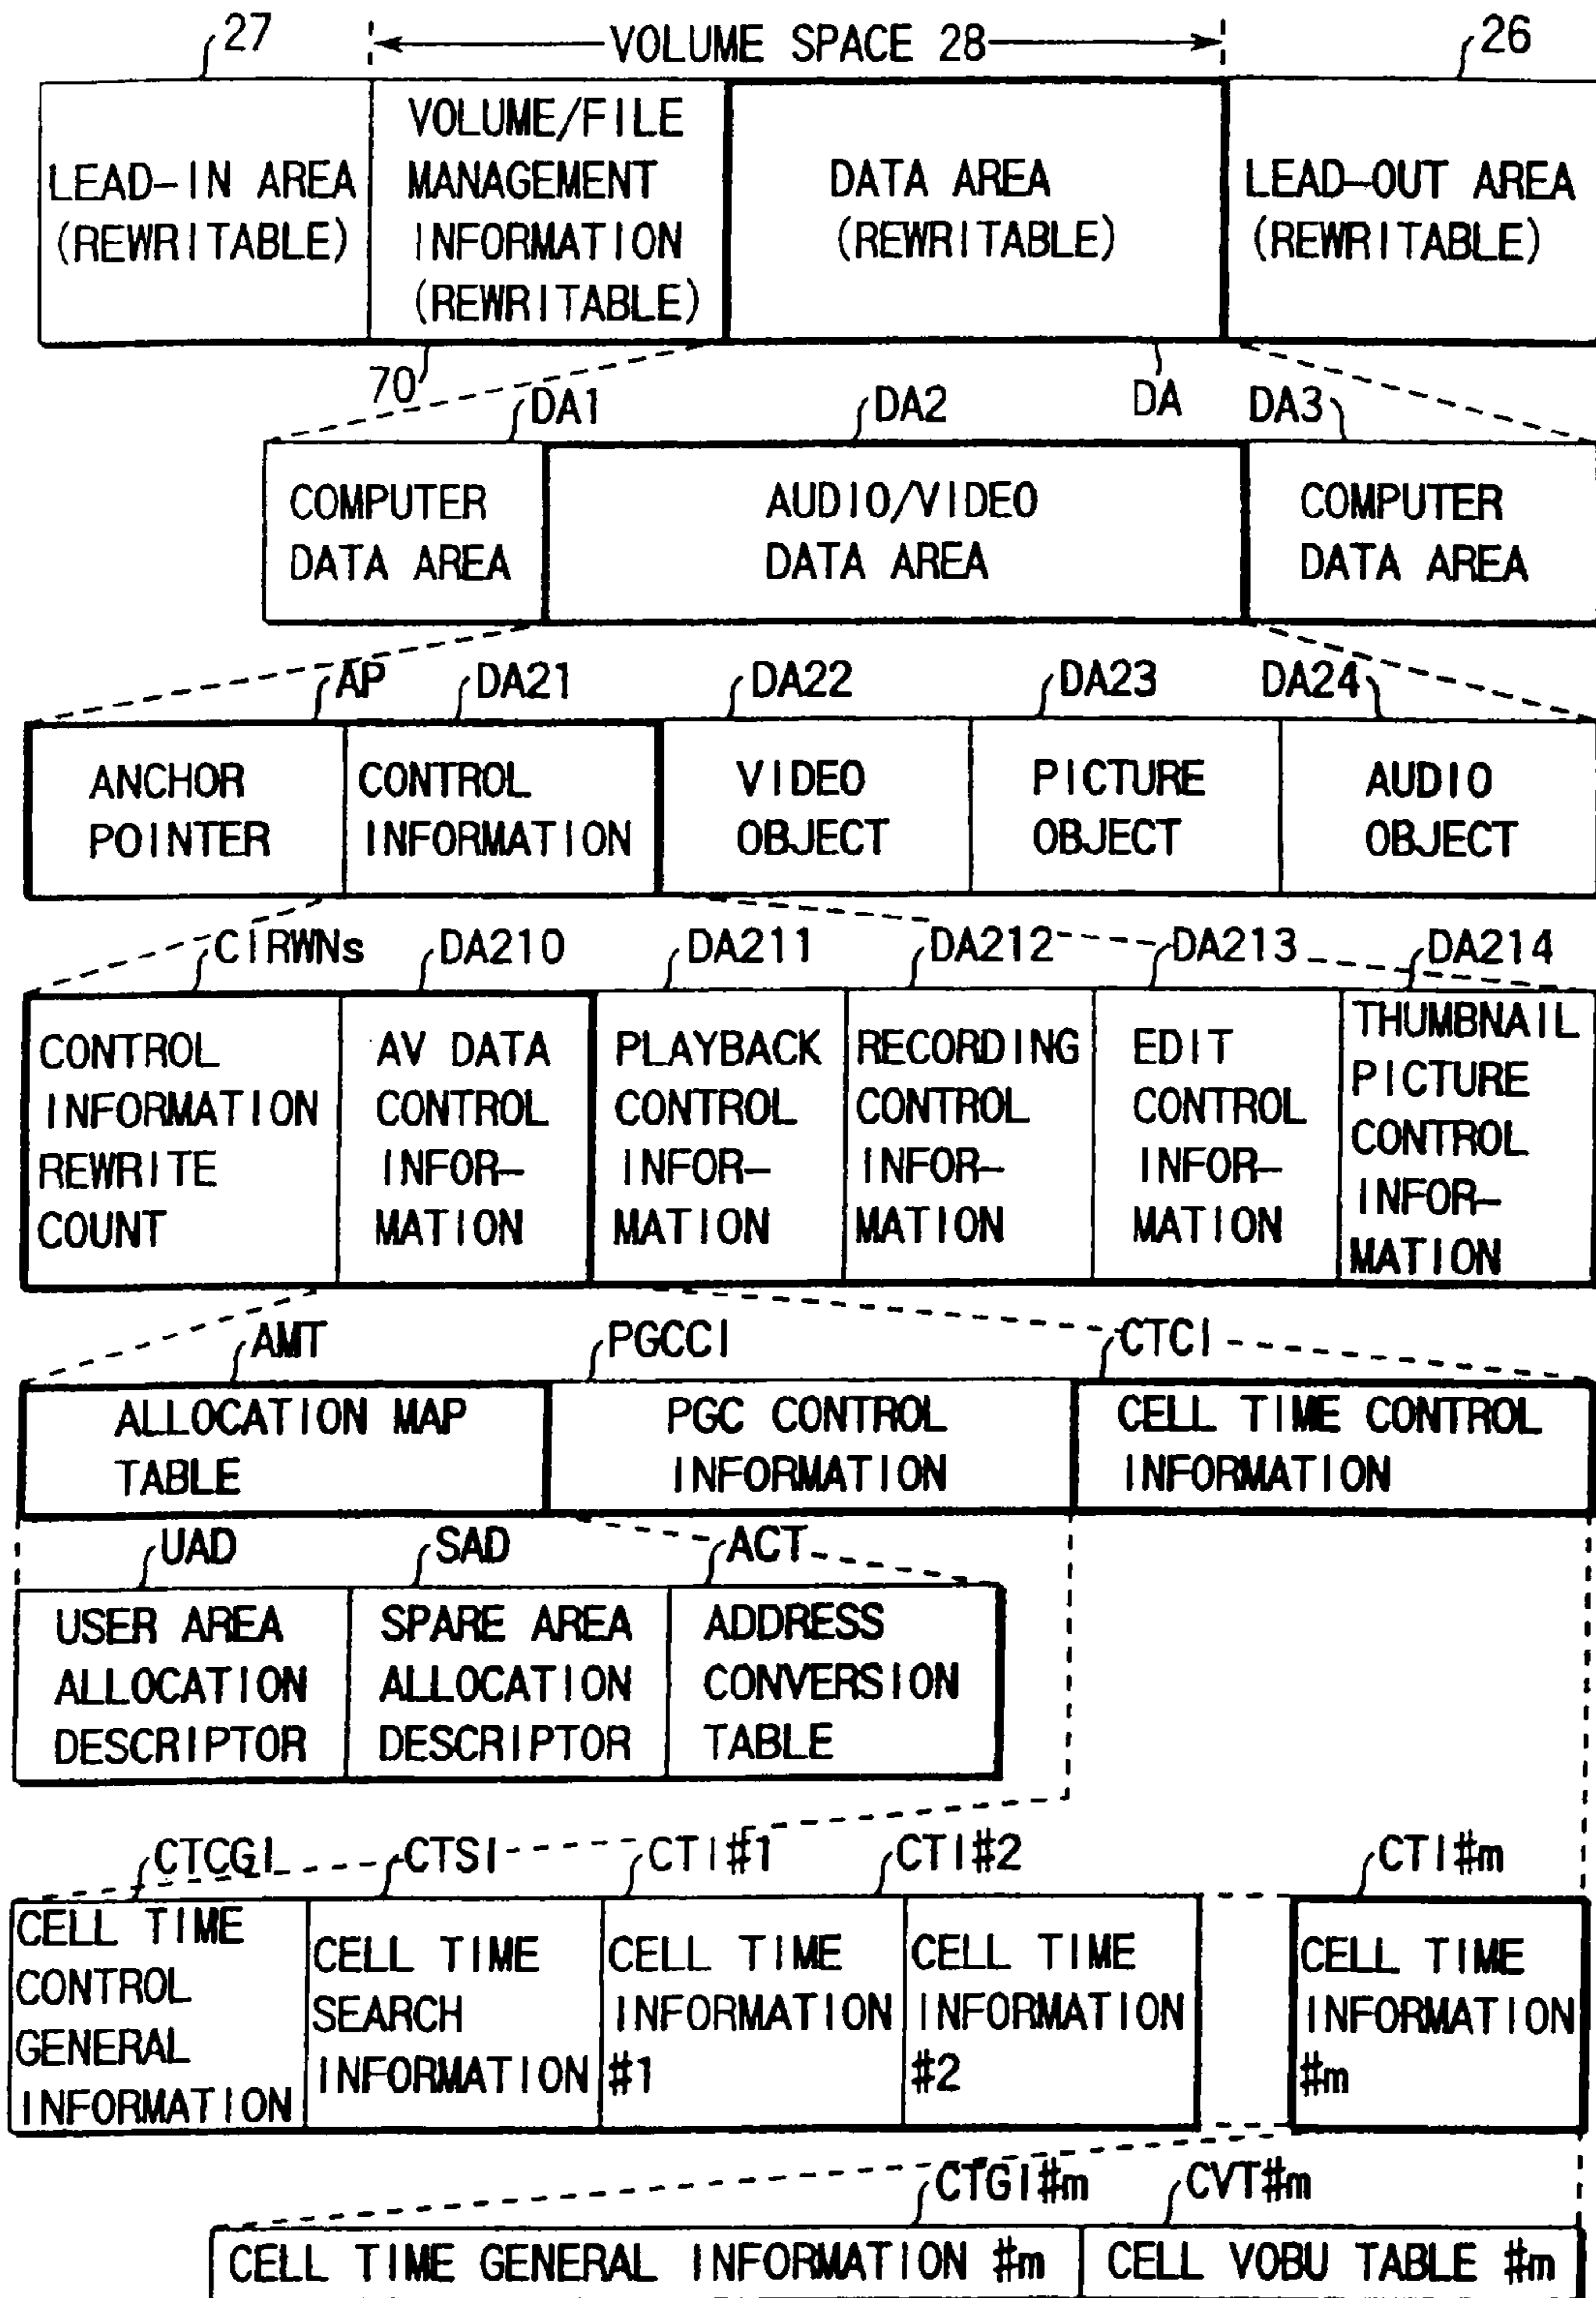 27
VOLUME SPACE 28
26
LEAD-IN AREA
(REWRITABLE)
VOLUME/FILE
MANAGEMENT
INFORMATION
(REWRITABLE)
DATA AREA
(REWRITABLE)
LEAD-OUT AREA
(REWRITABLE)
70
DA
DA1
DA2
DA3
COMPUTER
DATA AREA
AUDIO/VIDEO
DATA AREA
COMPUTER
DATA AREA
AP
DA21
DA22
DA23
DA24
ANCHOR
POINTER
CONTROL
INFORMATION
VIDEO
OBJECT
PICTURE
OBJECT
AUDIO
OBJECT
CIRWNs
DA210
DA211
DA212
DA213
DA214
CONTROL
INFORMATION
REWRITE
COUNT
AV DATA
CONTROL
INFOR-
MATION
PLAYBACK
CONTROL
INFOR-
MATION
RECORDING
CONTROL
INFOR-
MATION
EDIT
CONTROL
INFOR-
MATION
THUMBNAIL
PICTURE
CONTROL
INFOR-
MATION
AMT
PGCCI
CTCI
ALLOCATION MAP
TABLE
PGC CONTROL
INFORMATION
CELL TIME CONTROL
INFORMATION
UAD
SAD
ACT
USER AREA
ALLOCATION
DESCRIPTOR
SPARE AREA
ALLOCATION
DESCRIPTOR
ADDRESS
CONVERSION
TABLE
CTCGI
CTSI
CTI#1
CTI#2
CTI#m
CELL TIME
CONTROL
GENERAL
INFORMATION
CELL TIME
SEARCH
INFORMATION
CELL TIME
INFORMATION
#1
CELL TIME
INFORMATION
#2
CELL TIME
INFORMATION
#m
CTGI#m
CVT#m
CELL TIME GENERAL INFORMATION #m
CELL VOBU TABLE #m